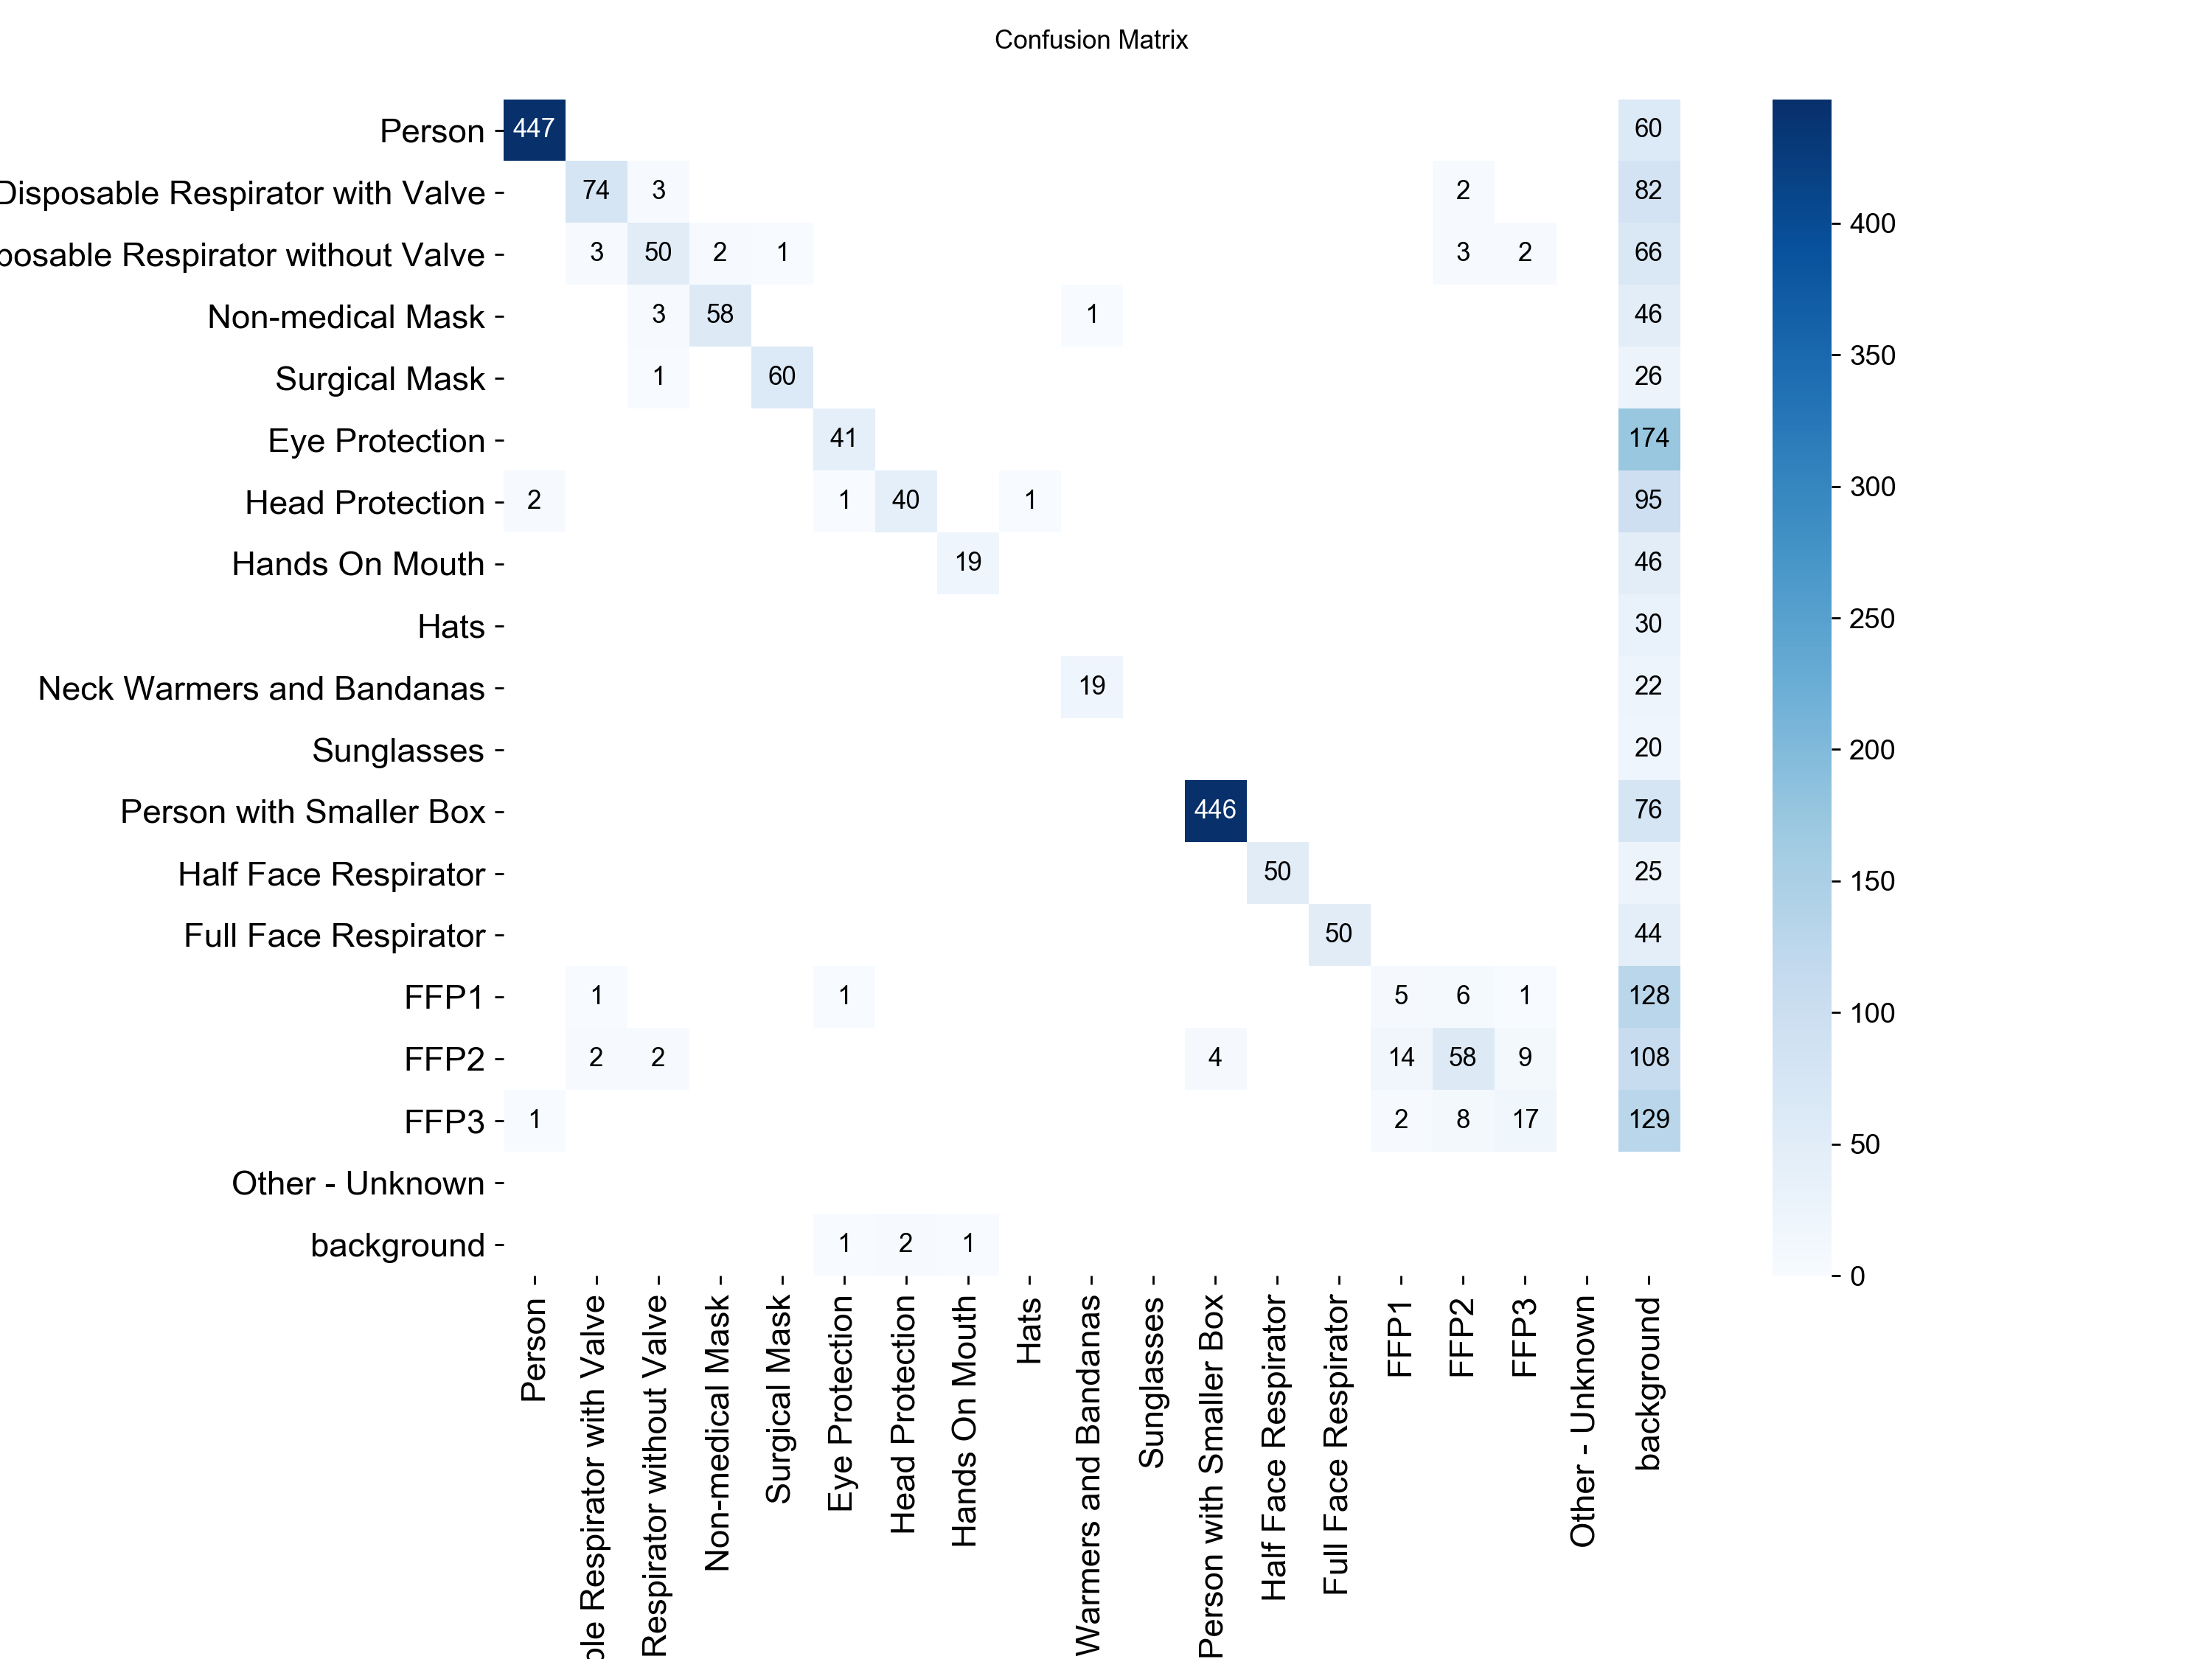 Confusion Matrix
Person 447 60
Disposable Respirator with Valve 74 3 2 82
posable Respirator without Valve 3 50 2 1 3 2 66
Non-medical Mask 3 58 1 46
Surgical Mask 1 60 26
Eye Protection 41 174
Head Protection 2 1 40 1 95
Hands On Mouth 19 46
Hats 30
Neck Warmers and Bandanas 19 22
Sunglasses 20
Person with Smaller Box 446 76
Half Face Respirator 50 25
Full Face Respirator 50 44
FFP1 1 1 5 6 1 128
FFP2 2 2 4 14 58 9 108
FFP3 1 2 8 17 129
Other - Unknown
background 1 2 1
Person
ble Respirator with Valve
Respirator without Valve
Non-medical Mask
Surgical Mask
Eye Protection
Head Protection
Hands On Mouth
Hats
Warmers and Bandanas
Sunglasses
Person with Smaller Box
Half Face Respirator
Full Face Respirator
FFP1
FFP2
FFP3
Other - Unknown
background
400
350
300
250
200
150
100
50
0